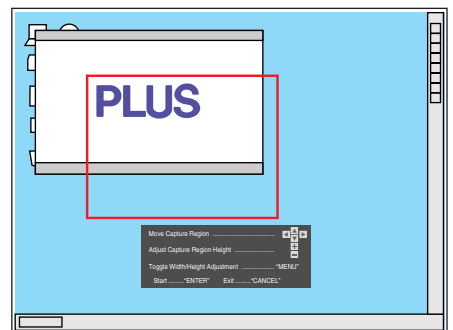 PLUS
Move Capture Region ................................
Adjust Capture Region Height ....................
Toggle Width/Height Adjustment ................. "MENU"
Start ........"ENTER" Exit ........."CANCEL"